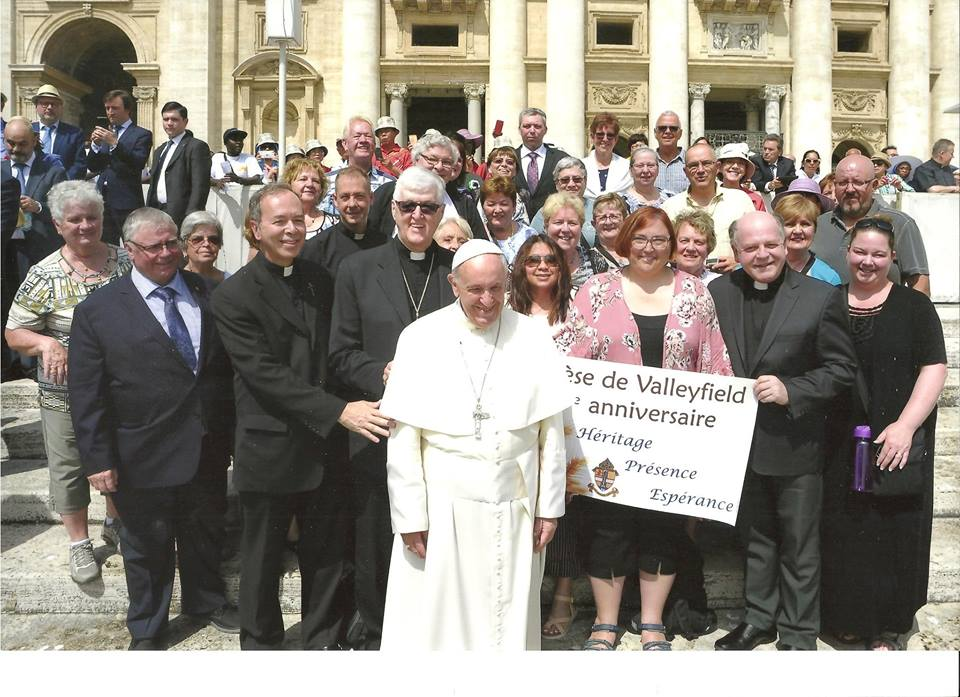 èse de Valleyfield
e anniversaire
Héritage
Présence
Espérance